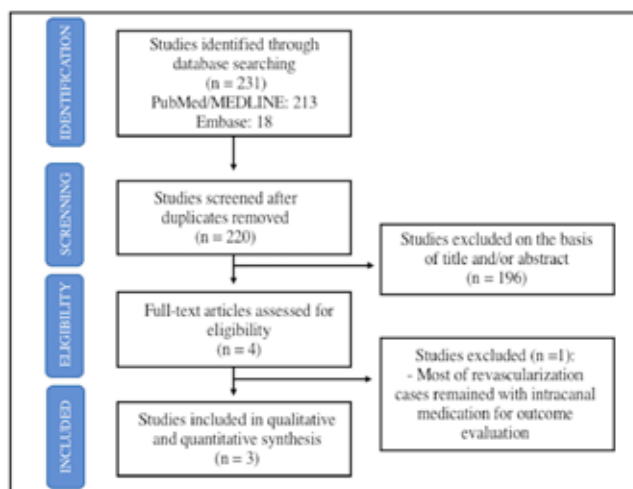 IDENTIFICATION
Studies identified through
database searching
(n = 231)
PubMed/MEDLINE: 213
Embase: 18
SCRENNING
Studies screened after
duplicates removed
(n = 220)
Studies excluded on the basis
of title and/or abstract
(n = 196)
ELIGIBILITY
Full-text articles assessed for
eligibility
(n = 4)
Studies excluded (n =1):
- Most of revascularization
cases remained with intracanal
medication for outcome
evaluation
INCLUDED
Studies included in qualitative
and quantitative synthesis
(n = 3)